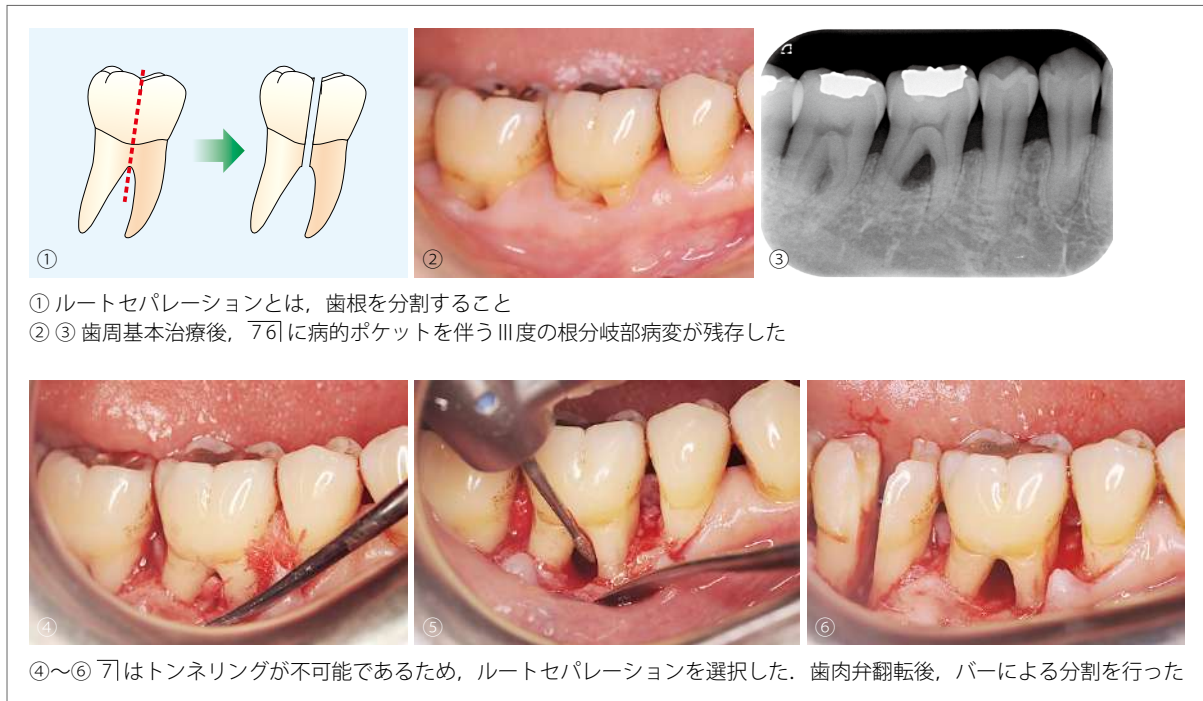 ①
②
③
① ルートセパレーションとは，歯根を分割すること
② ③ 歯周基本治療後，7 6| に病的ポケットを伴うⅢ度の根分岐部病変が残存した
④
⑤
⑥
④～⑥ 7| はトンネリングが不可能であるため，ルートセパレーションを選択した．歯肉弁翻転後，バーによる分割を行った